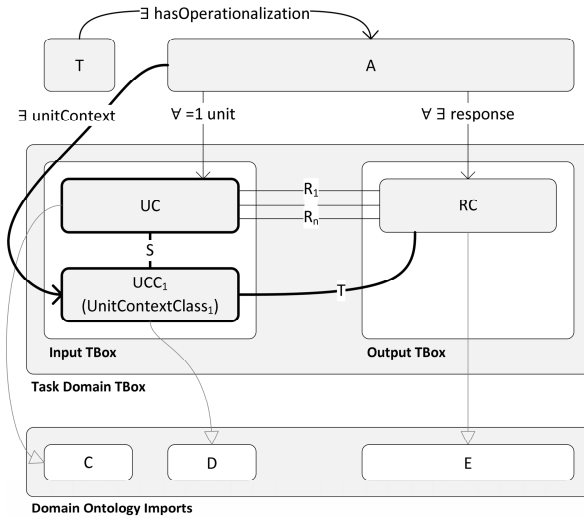 ∃ hasOperationalization
T
A
∃ unitContext
∀ =1 unit
∀ ∃ response
UC
R1
Rn
RC
S
UCC1
(UnitContextClass1)
T
Input TBox
Output TBox
Task Domain TBox
C
D
E
Domain Ontology Imports